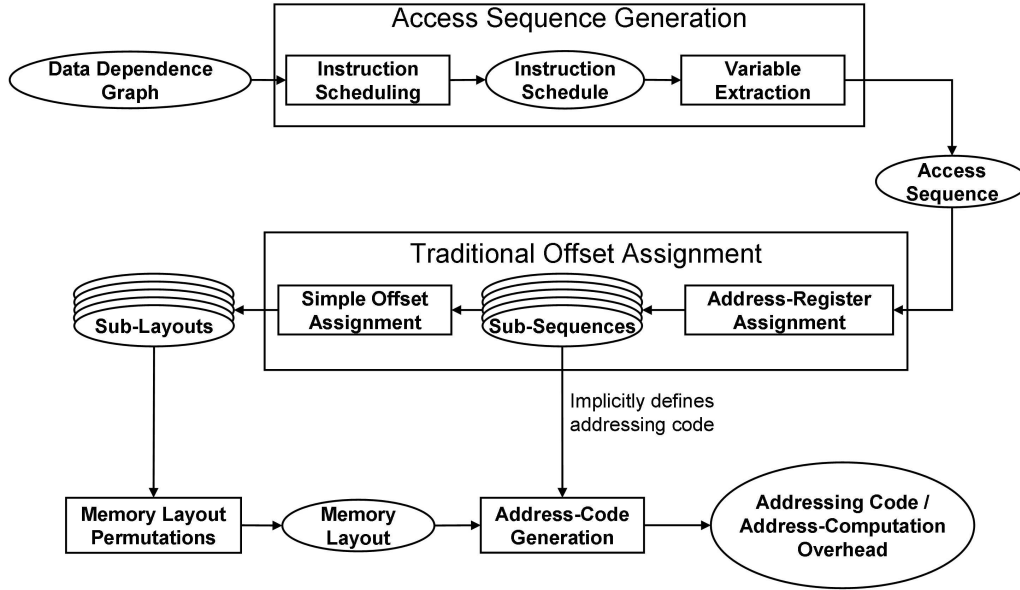 Access Sequence Generation
Data Dependence
Graph
Instruction
Scheduling
Instruction
Schedule
Variable
Extraction
Access
Sequence
Traditional Offset Assignment
Sub-Layouts
Simple Offset
Assignment
Sub-Sequences
Address-Register
Assignment
Implicitly defines
addressing code
Memory Layout
Permutations
Memory
Layout
Address-Code
Generation
Addressing Code /
Address-Computation
Overhead